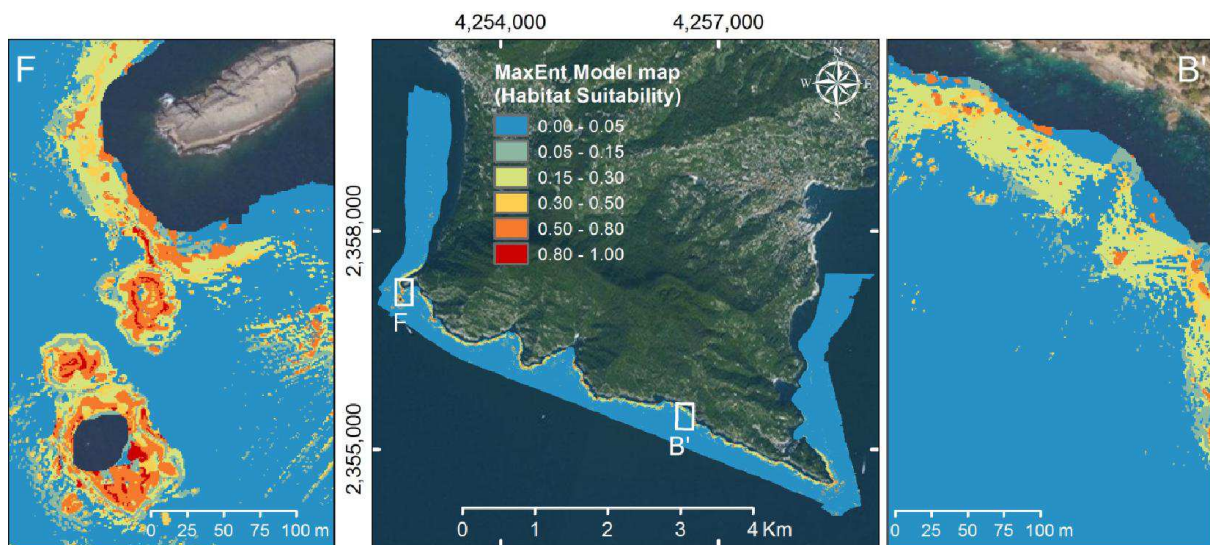 4,254,000 4,257,000
F
MaxEnt Model map
(Habitat Suitability)
0.00 - 0.05
0.05 - 0.15
0.15 - 0.30
0.30 - 0.50
0.50 - 0.80
0.80 - 1.00
N
W E
S
B'
2,358,000
2,355,000
F
B'
0 25 50 75 100 m
0 1 2 3 4 Km
0 25 50 75 100 m